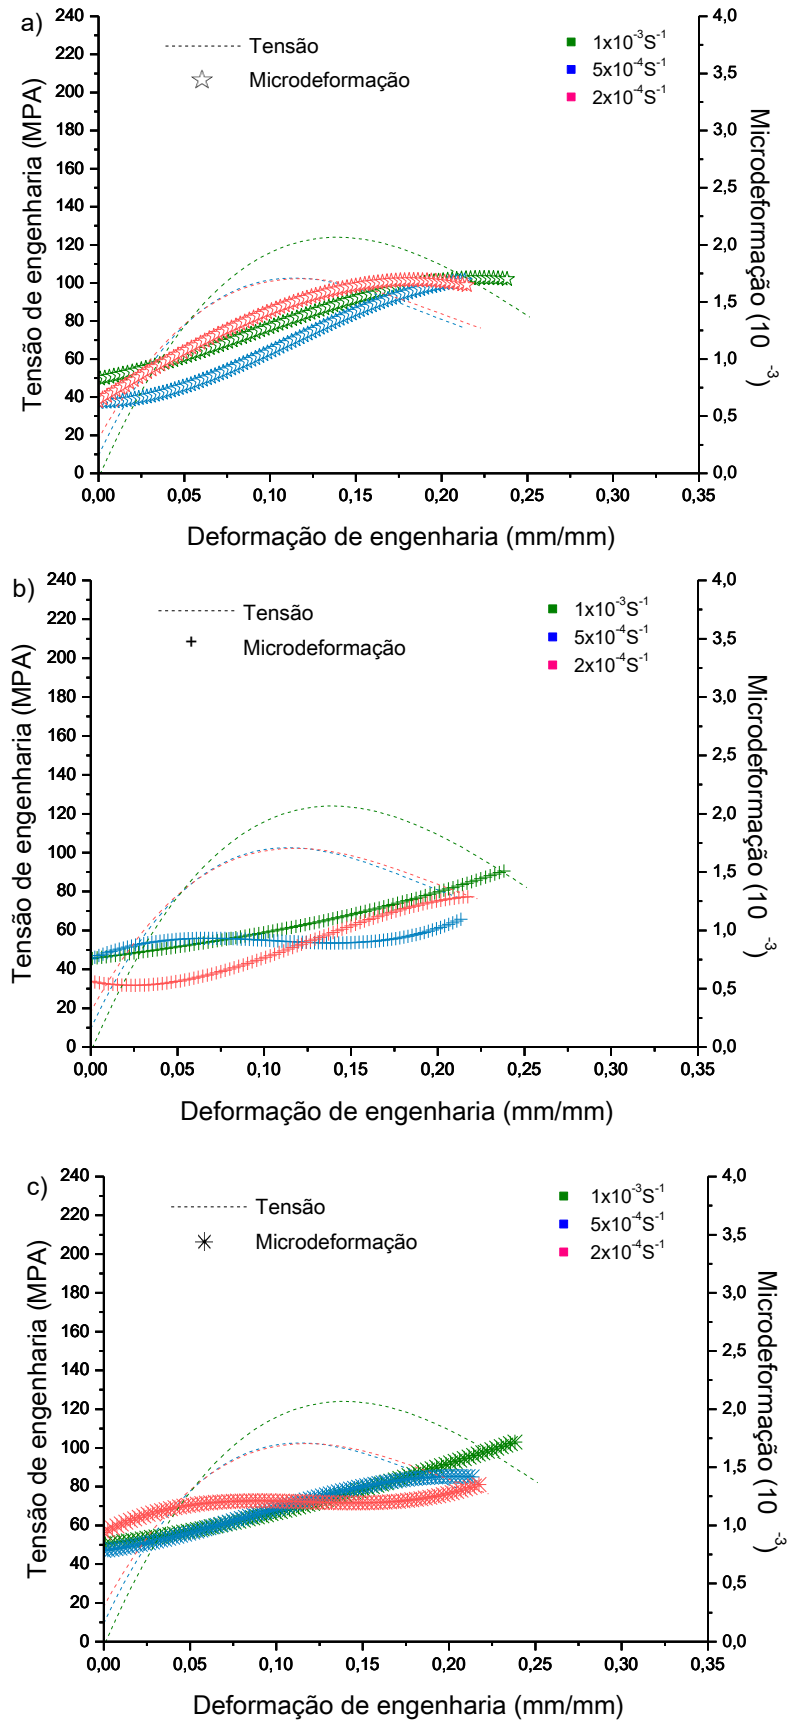 a)
Tensão
Microdeformação
1x10⁻³S⁻¹
5x10⁻⁴S⁻¹
2x10⁻⁴S⁻¹
Tensão de engenharia (MPA)
240
220
200
180
160
140
120
100
80
60
40
20
0
Microdeformação (10⁻³)
4,0
3,5
3,0
2,5
2,0
1,5
1,0
0,5
0,0
0,00 0,05 0,10 0,15 0,20 0,25 0,30 0,35
Deformação de engenharia (mm/mm)
b)
Tensão
Microdeformação
1x10⁻³S⁻¹
5x10⁻⁴S⁻¹
2x10⁻⁴S⁻¹
Tensão de engenharia (MPA)
240
220
200
180
160
140
120
100
80
60
40
20
0
Microdeformação (10⁻³)
4,0
3,5
3,0
2,5
2,0
1,5
1,0
0,5
0,0
0,00 0,05 0,10 0,15 0,20 0,25 0,30 0,35
Deformação de engenharia (mm/mm)
c)
Tensão
Microdeformação
1x10⁻³S⁻¹
5x10⁻⁴S⁻¹
2x10⁻⁴S⁻¹
Tensão de engenharia (MPA)
240
220
200
180
160
140
120
100
80
60
40
20
0
Microdeformação (10⁻³)
4,0
3,5
3,0
2,5
2,0
1,5
1,0
0,5
0,0
0,00 0,05 0,10 0,15 0,20 0,25 0,30 0,35
Deformação de engenharia (mm/mm)